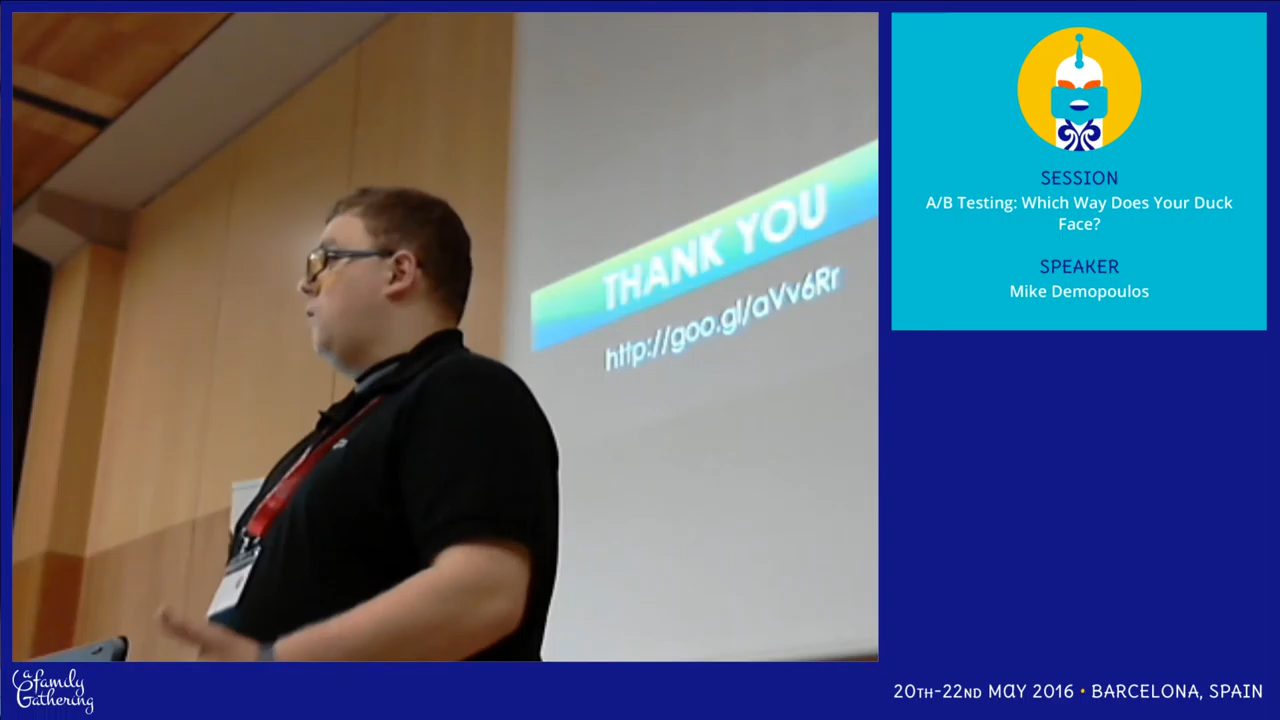 THANK YOU
http://goo.gl/aVv6Rr
SESSION
A/B Testing: Which Way Does Your Duck
Face?
SPEAKER
Mike Demopoulos
a family
Gathering
20TH-22ND MAY 2016 • BARCELONA, SPAIN